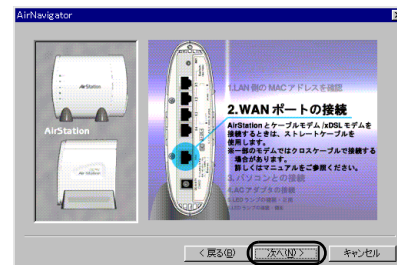 AirNavigator
AirStation
AirStation
AirStation
1.LAN側のMACアドレスを確認
2.WANポートの接続
AirStationとケーブルモデム/xDSLモデムを
接続するときは、ストレートケーブルを
使用します。
※一部のモデムではクロスケーブルで接続する
場合があります。
詳しくはマニュアルをご参照ください。
3.パソコンとの接続
4.ACアダプタの接続
<戻る(B)
次へ(N)>
キャンセル